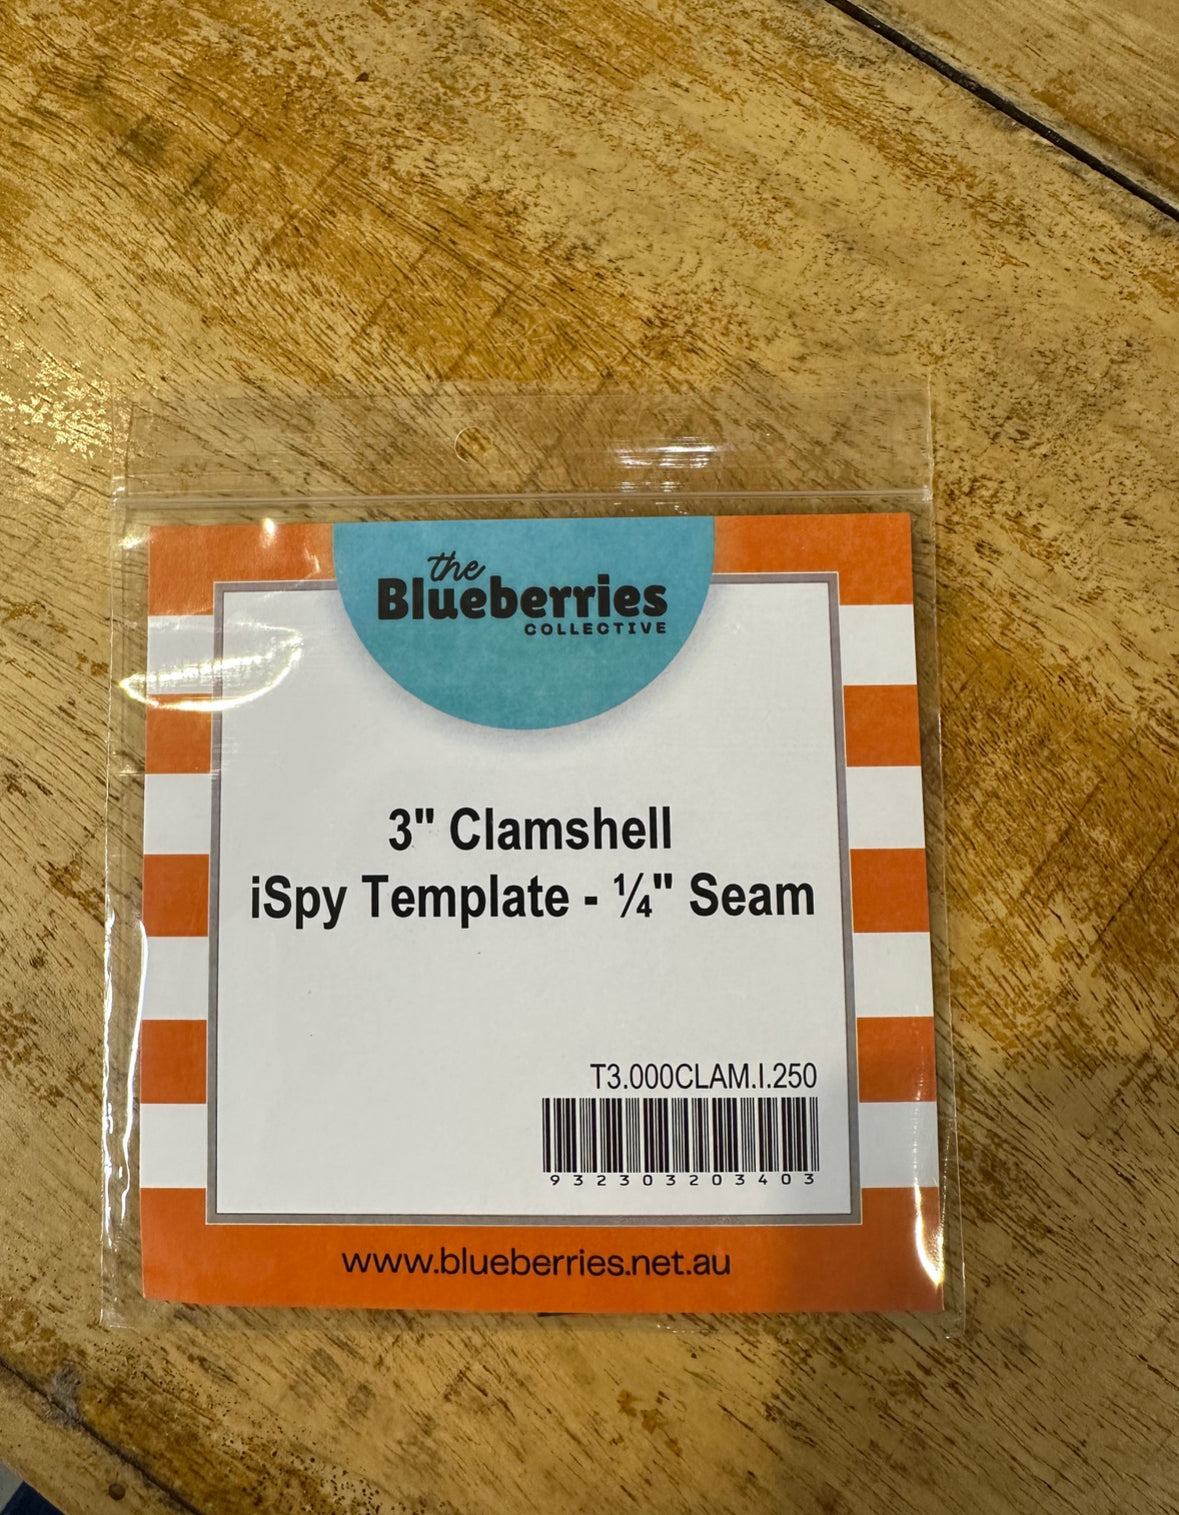 the
Blueberries
COLLECTIVE
3" Clamshell
iSpy Template - ¼" Seam
T3.000CLAM.I.250
932303203403
www.blueberries.net.au